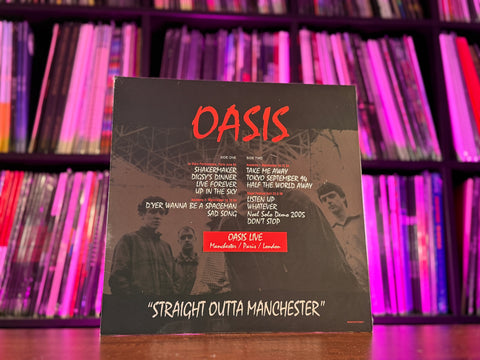 OASIS
SIDE ONE
SHAKERMAKER
DIGSY'S DINNER
LIVE FOREVER
UP IN THE SKY
D'YER WANNA BE A SPACEMAN
SAD SONG
SIDE TWO
TAKE ME AWAY
TOKYO SEPTEMBER 94
HALF THE WORLD AWAY
LISTEN UP
WHATEVER
Noel Solo Demo 2005
DON'T STOP
OASIS LIVE
Manchester / Paris / London
"STRAIGHT OUTTA MANCHESTER"